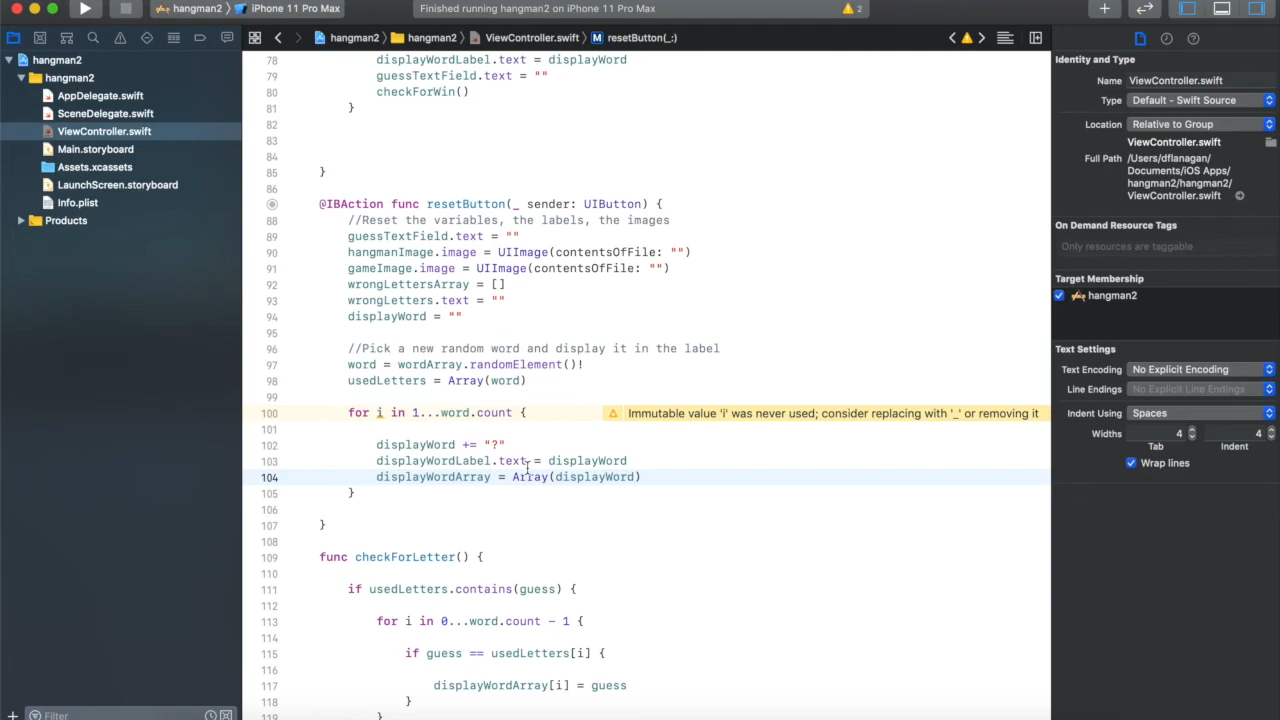 hangman2 〉 iPhone 11 Pro Max
Finished running hangman2 on iPhone 11 Pro Max
2
hangman2
hangman2
AppDelegate.swift
SceneDelegate.swift
ViewController.swift
Main.storyboard
Assets.xcassets
LaunchScreen.storyboard
Info.plist
Products
Filter
hangman2 〉 hangman2 〉 ViewController.swift 〉 M resetButton(_:)
78 displayWordLabel.text = displayWord
79 guessTextField.text = ""
80 checkForWin()
81 }
82
83
84
85 }
86
@IBAction func resetButton(_ sender: UIButton) {
88 //Reset the variables, the labels, the images
89 guessTextField.text = ""
90 hangmanImage.image = UIImage(contentsOfFile: "")
91 gameImage.image = UIImage(contentsOfFile: "")
92 wrongLettersArray = []
93 wrongLetters.text = ""
94 displayWord = ""
95
96 //Pick a new random word and display it in the label
97 word = wordArray.randomElement()!
98 usedLetters = Array(word)
99
100 for i in 1...word.count {
Immutable value 'i' was never used; consider replacing with '_' or removing it
101
102 displayWord += "?"
103 displayWordLabel.text = displayWord
104 displayWordArray = Array(displayWord)
105 }
106
107 }
108
109 func checkForLetter() {
110
111 if usedLetters.contains(guess) {
112
113 for i in 0...word.count - 1 {
114
115 if guess == usedLetters[i] {
116
117 displayWordArray[i] = guess
118 }
119 }
Identity and Type
Name ViewController.swift
Type Default - Swift Source
Location Relative to Group
ViewController.swift
Full Path /Users/dflanagan/
Documents/iOS Apps/
hangman2/hangman2/
ViewController.swift
On Demand Resource Tags
Only resources are taggable
Target Membership
hangman2
Text Settings
Text Encoding No Explicit Encoding
Line Endings No Explicit Line Endings
Indent Using Spaces
Widths 4 4
Tab Indent
Wrap lines